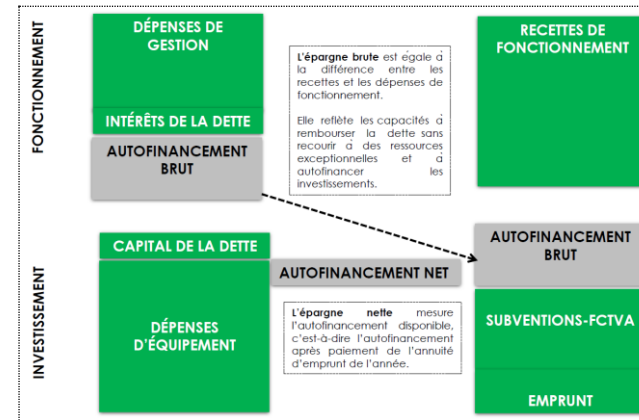 FONCTIONNEMENT
DÉPENSES DE
GESTION
INTÉRÊTS DE LA DETTE
AUTOFINANCEMENT
BRUT
L'épargne brute est égale à
la différence entre les
recettes et les dépenses de
fonctionnement.
Elle reflète les capacités à
rembourser la dette sans
recourir à des ressources
exceptionnelles et à
autofinancer les
investissements.
RECETTES DE
FONCTIONNEMENT
INVESTISSEMENT
CAPITAL DE LA DETTE
DÉPENSES
D'ÉQUIPEMENT
AUTOFINANCEMENT NET
L'épargne nette mesure
l'autofinancement disponible,
c'est-à-dire l'autofinancement
après paiement de l'annuité
d'emprunt de l'année.
AUTOFINANCEMENT
BRUT
SUBVENTIONS-FCTVA
EMPRUNT